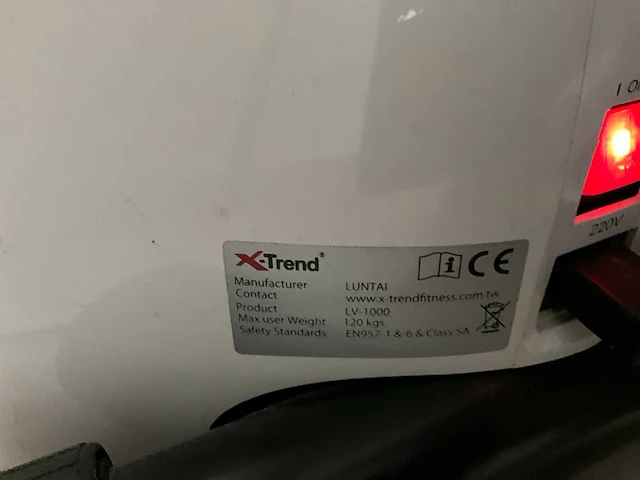 X-Trend®
Manufacturer LUNTAI
Contact www.x-trendfitness.com.tw
Product LV-1000
Max.user Weight 120 kgs
Safety Standards EN957-1 & 6 & Class SA
CE
I
220V